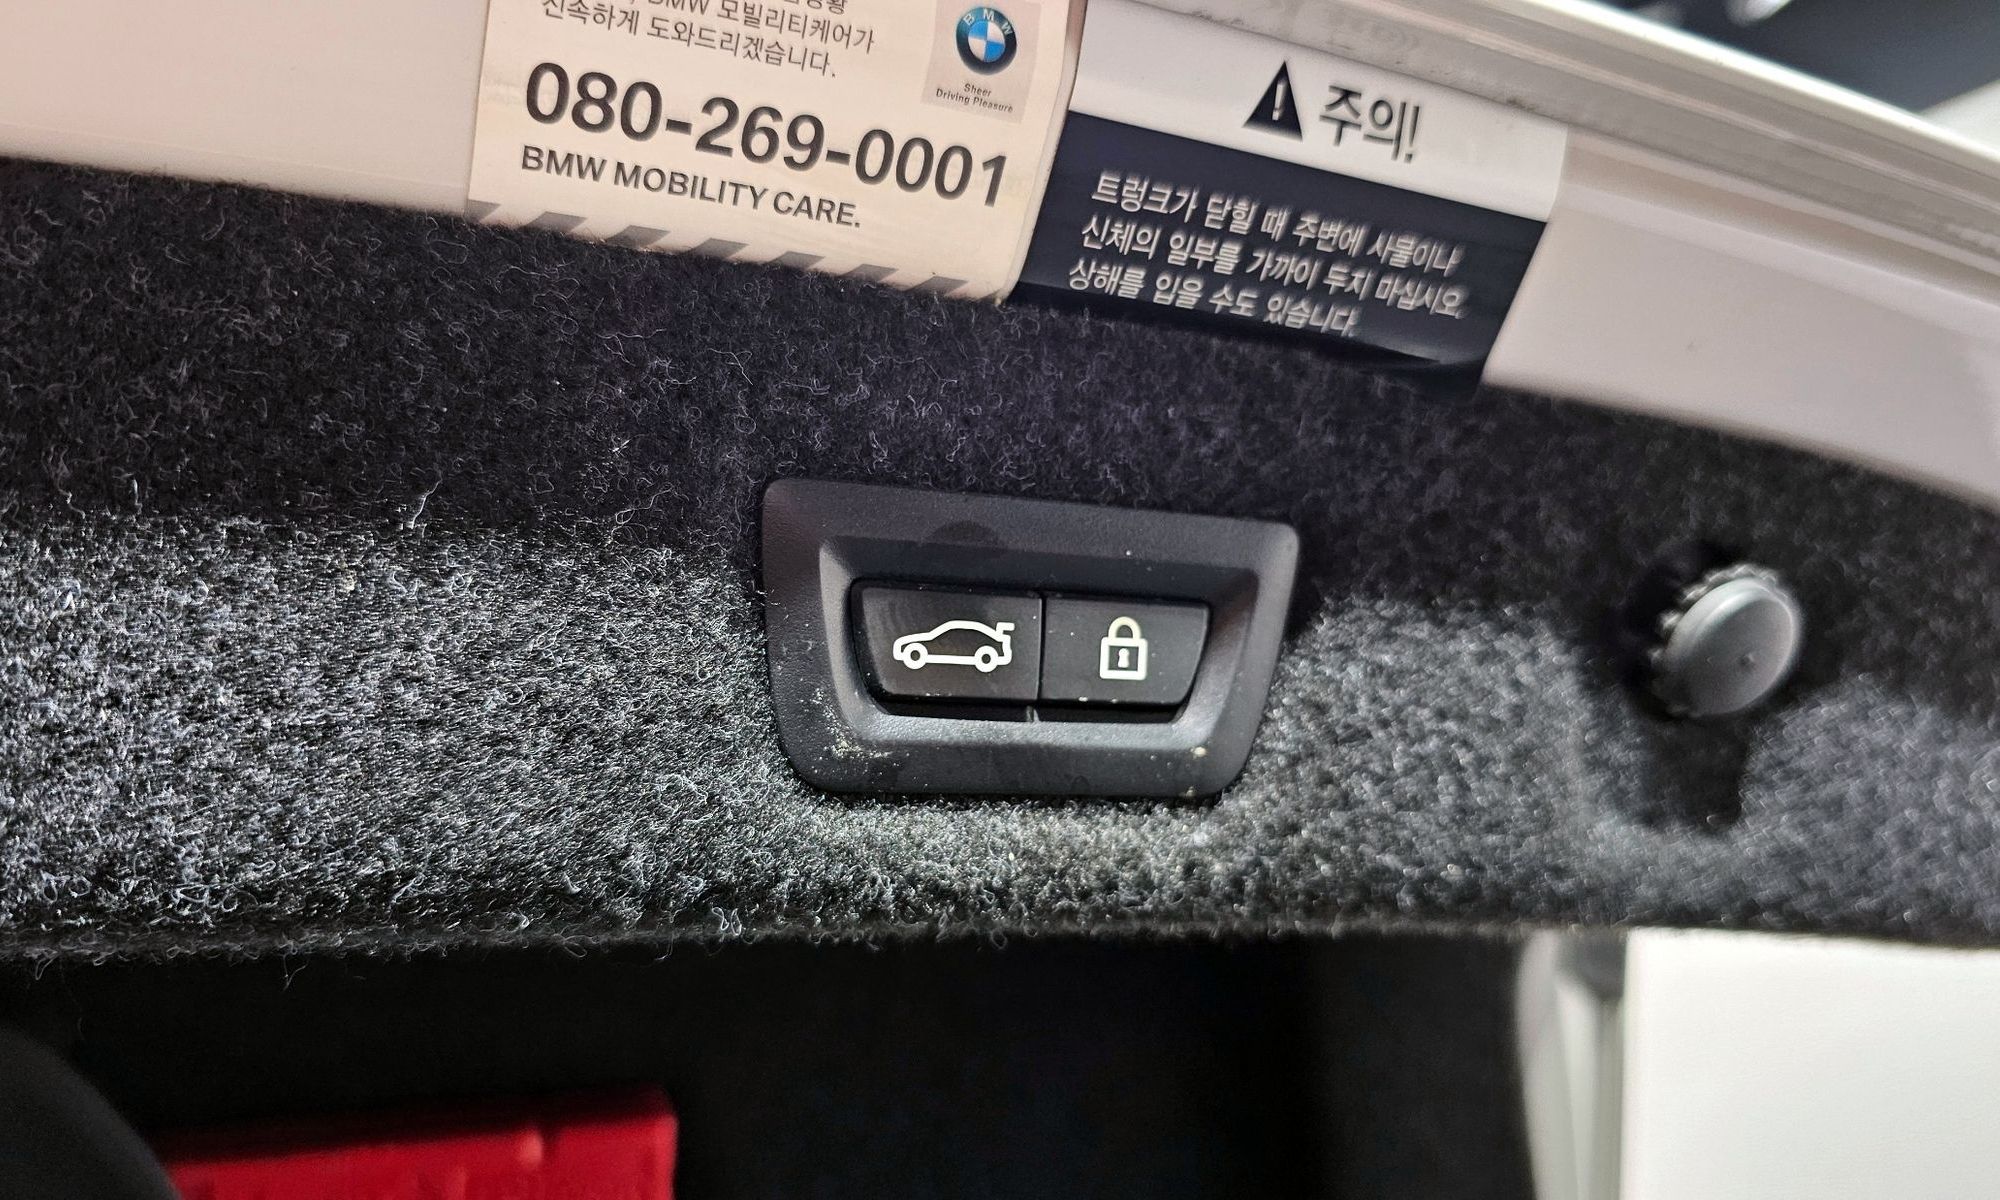 BMW 모빌리티케어가
신속하게 도와드리겠습니다.
080-269-0001
BMW MOBILITY CARE.
BMW
Sheer
Driving Pleasure
주의!
트렁크가 닫힐 때 주변에 사물이나
신체의 일부를 가까이 두지 마십시오.
상해를 입을 수도 있습니다.